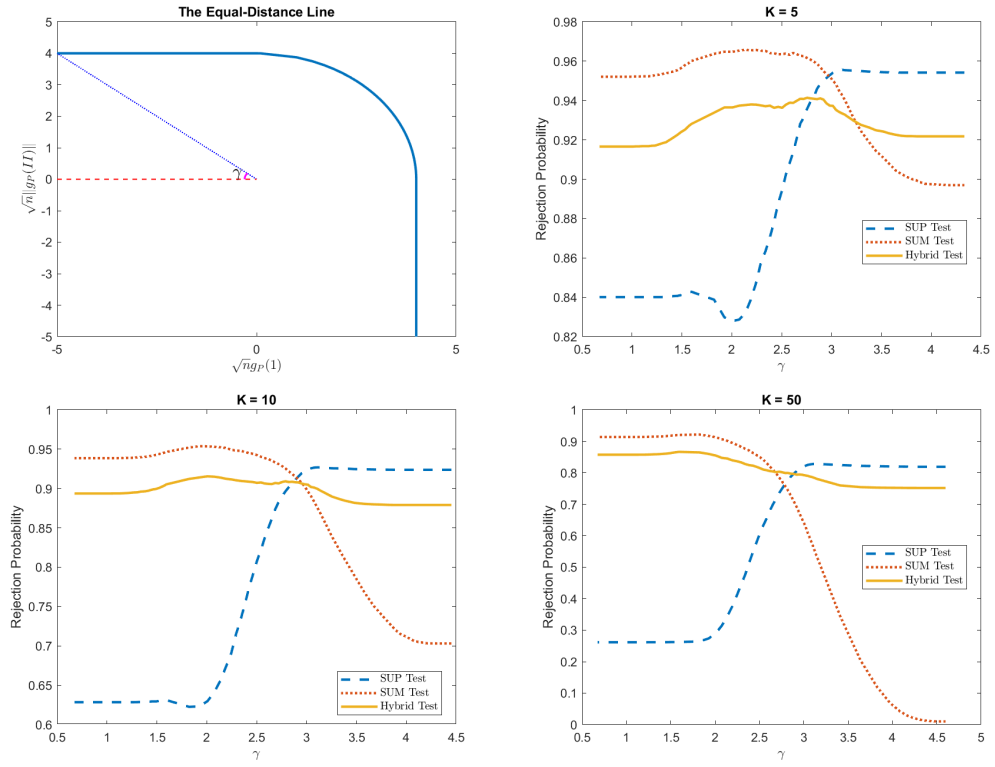 The Equal-Distance Line
5
4
3
2
1
0
-1
-2
-3
-4
-5
-5 0 5
√n||g_P(II)||
γ
√ng_P(1)
K = 5
0.98
0.96
0.94
0.92
0.9
0.88
0.86
0.84
0.82
0.5 1 1.5 2 2.5 3 3.5 4 4.5
Rejection Probability
γ
SUP Test
SUM Test
Hybrid Test
K = 10
1
0.95
0.9
0.85
0.8
0.75
0.7
0.65
0.6
0.5 1 1.5 2 2.5 3 3.5 4 4.5
Rejection Probability
γ
SUP Test
SUM Test
Hybrid Test
K = 50
1
0.9
0.8
0.7
0.6
0.5
0.4
0.3
0.2
0.1
0
0.5 1 1.5 2 2.5 3 3.5 4 4.5 5
Rejection Probability
γ
SUP Test
SUM Test
Hybrid Test